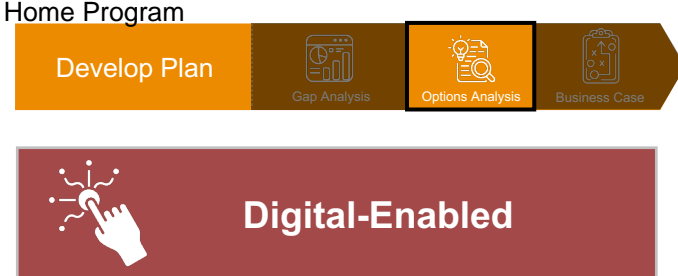 Home Program
Develop Plan
Gap Analysis
Options Analysis
Business Case
Digital-Enabled